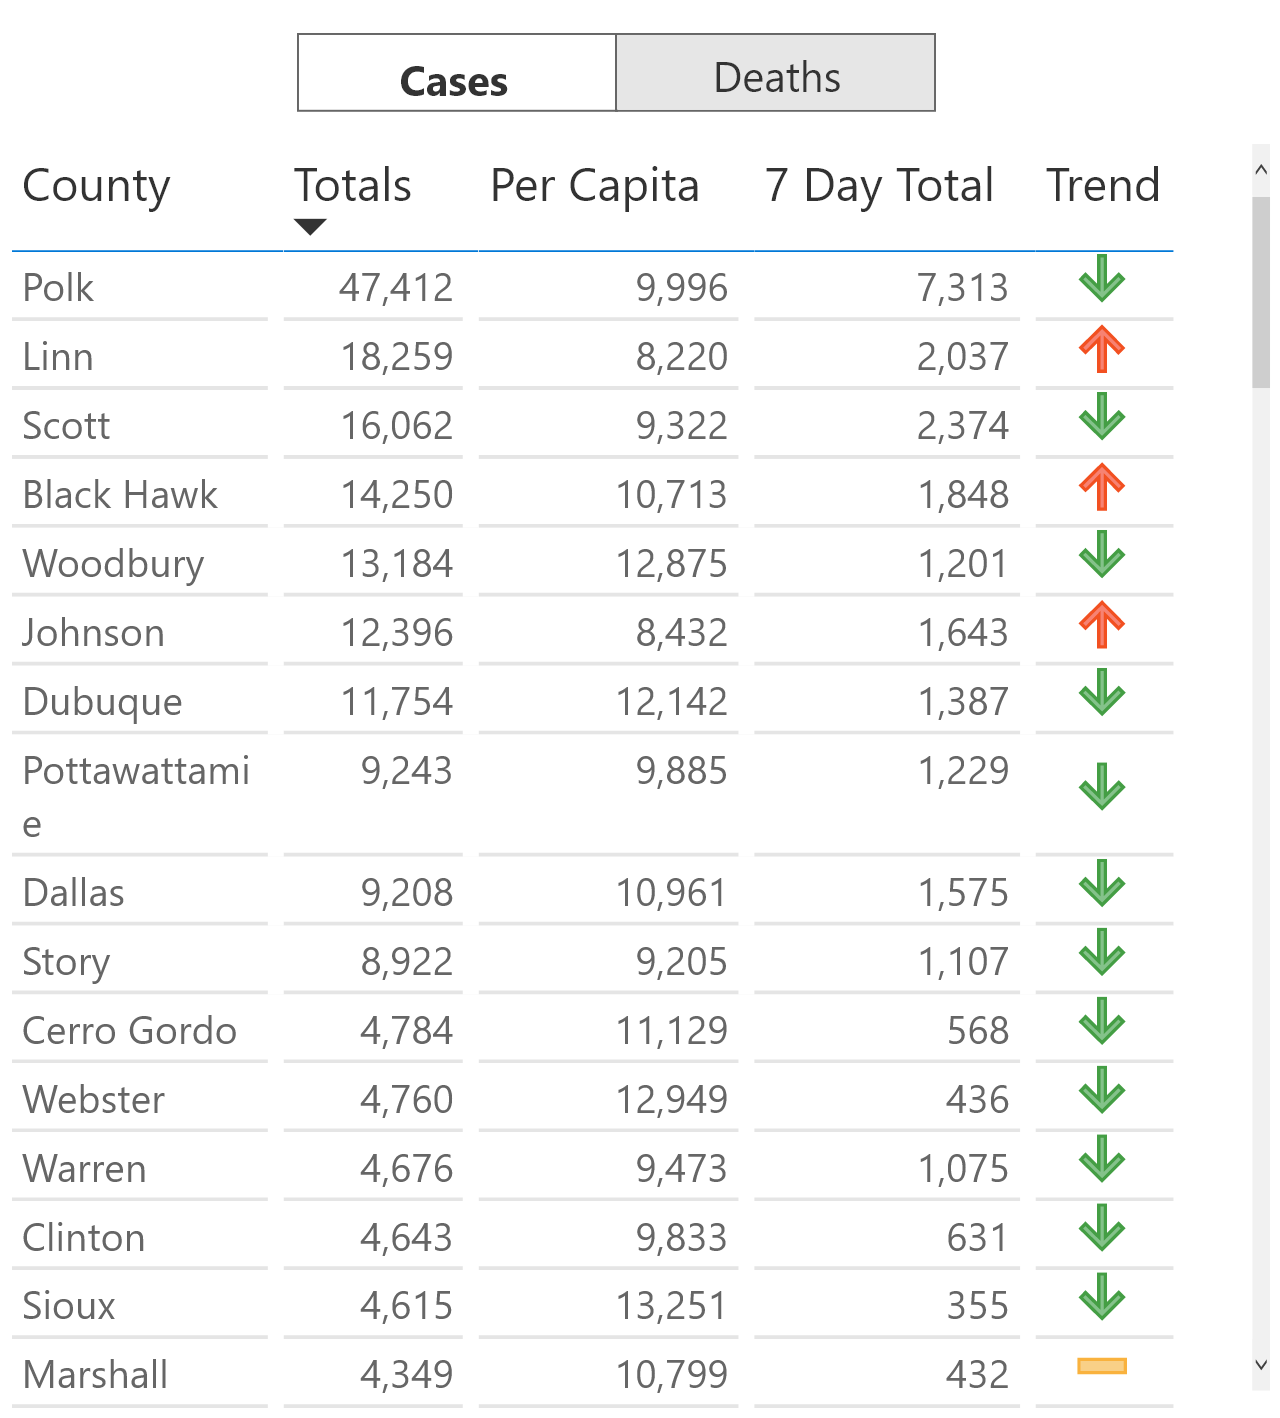 Cases Deaths
County Totals Per Capita 7 Day Total Trend
Polk 47,412 9,996 7,313
Linn 18,259 8,220 2,037
Scott 16,062 9,322 2,374
Black Hawk 14,250 10,713 1,848
Woodbury 13,184 12,875 1,201
Johnson 12,396 8,432 1,643
Dubuque 11,754 12,142 1,387
Pottawattami 9,243 9,885 1,229
e
Dallas 9,208 10,961 1,575
Story 8,922 9,205 1,107
Cerro Gordo 4,784 11,129 568
Webster 4,760 12,949 436
Warren 4,676 9,473 1,075
Clinton 4,643 9,833 631
Sioux 4,615 13,251 355
Marshall 4,349 10,799 432